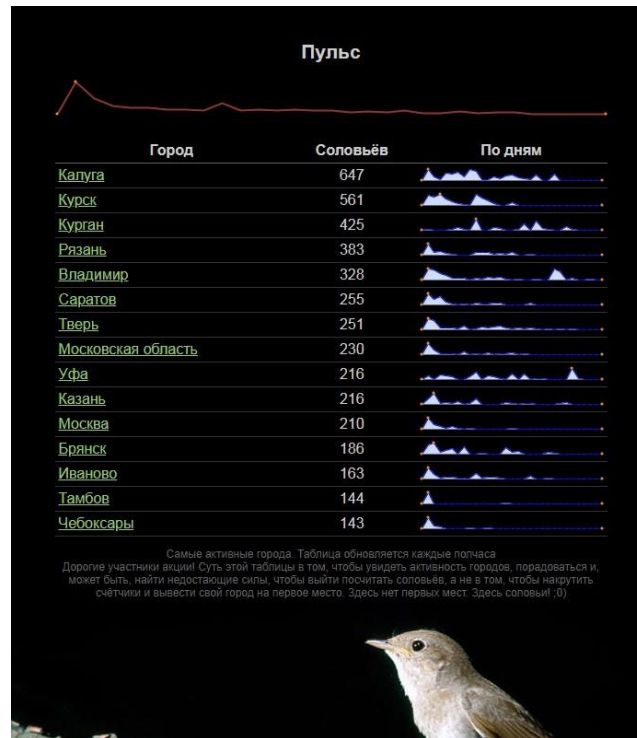 Пульс
Город Соловьёв По дням
Калуга 647
Курск 561
Курган 425
Рязань 383
Владимир 328
Саратов 255
Тверь 251
Московская область 230
Уфа 216
Казань 216
Москва 210
Брянск 186
Иваново 163
Тамбов 144
Чебоксары 143
Самые активные города. Таблица обновляется каждые полчаса
Дорогие участники акции! Суть этой таблицы в том, чтобы увидеть активность городов, порадоваться и,
может быть, найти недостающие силы, чтобы выйти посчитать соловьёв, а не в том, чтобы накрутить
счётчики и вывести свой город на первое место. Здесь нет первых мест. Здесь соловьи! ;0)